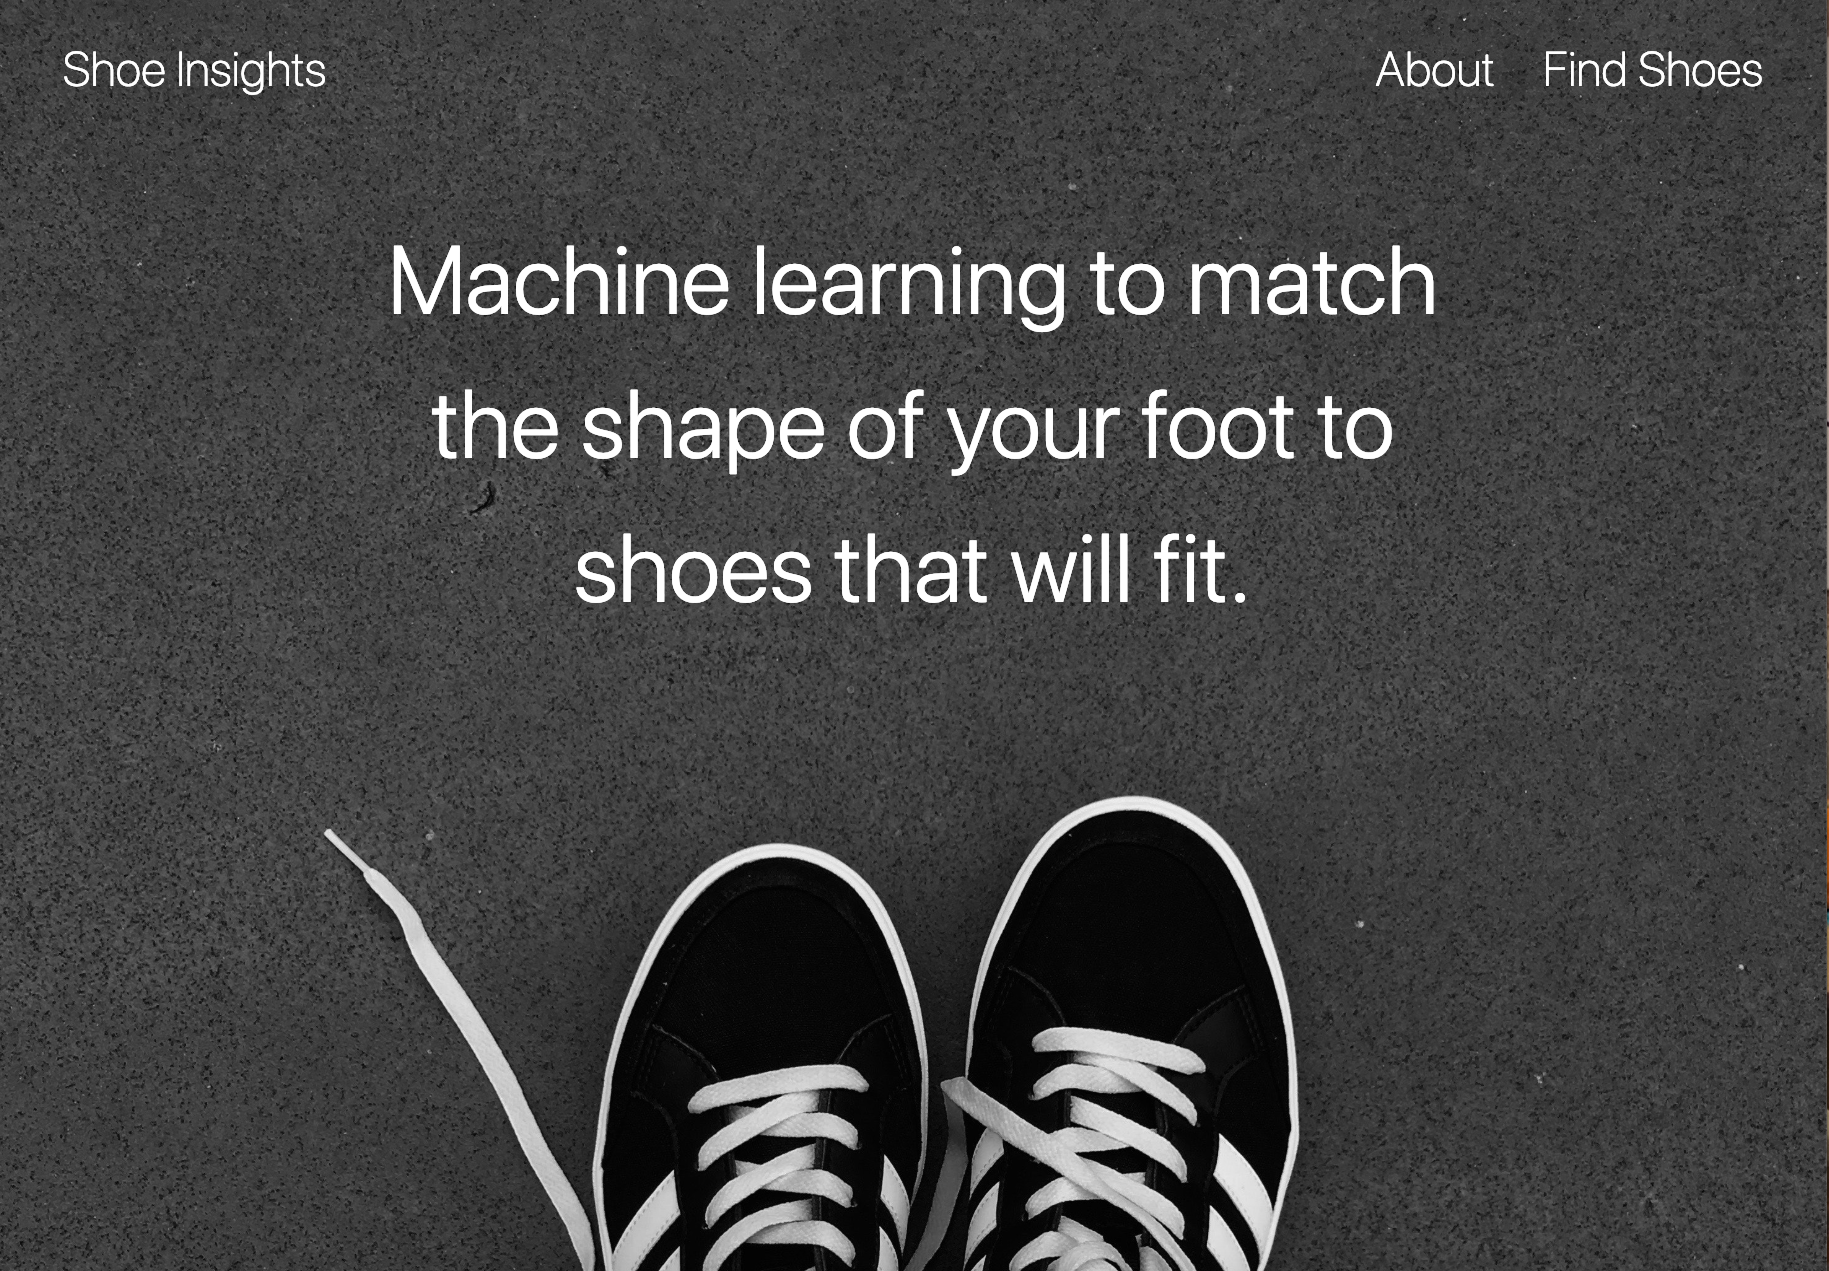 Shoe Insights
About
Find Shoes
Machine learning to match
the shape of your foot to
shoes that will fit.